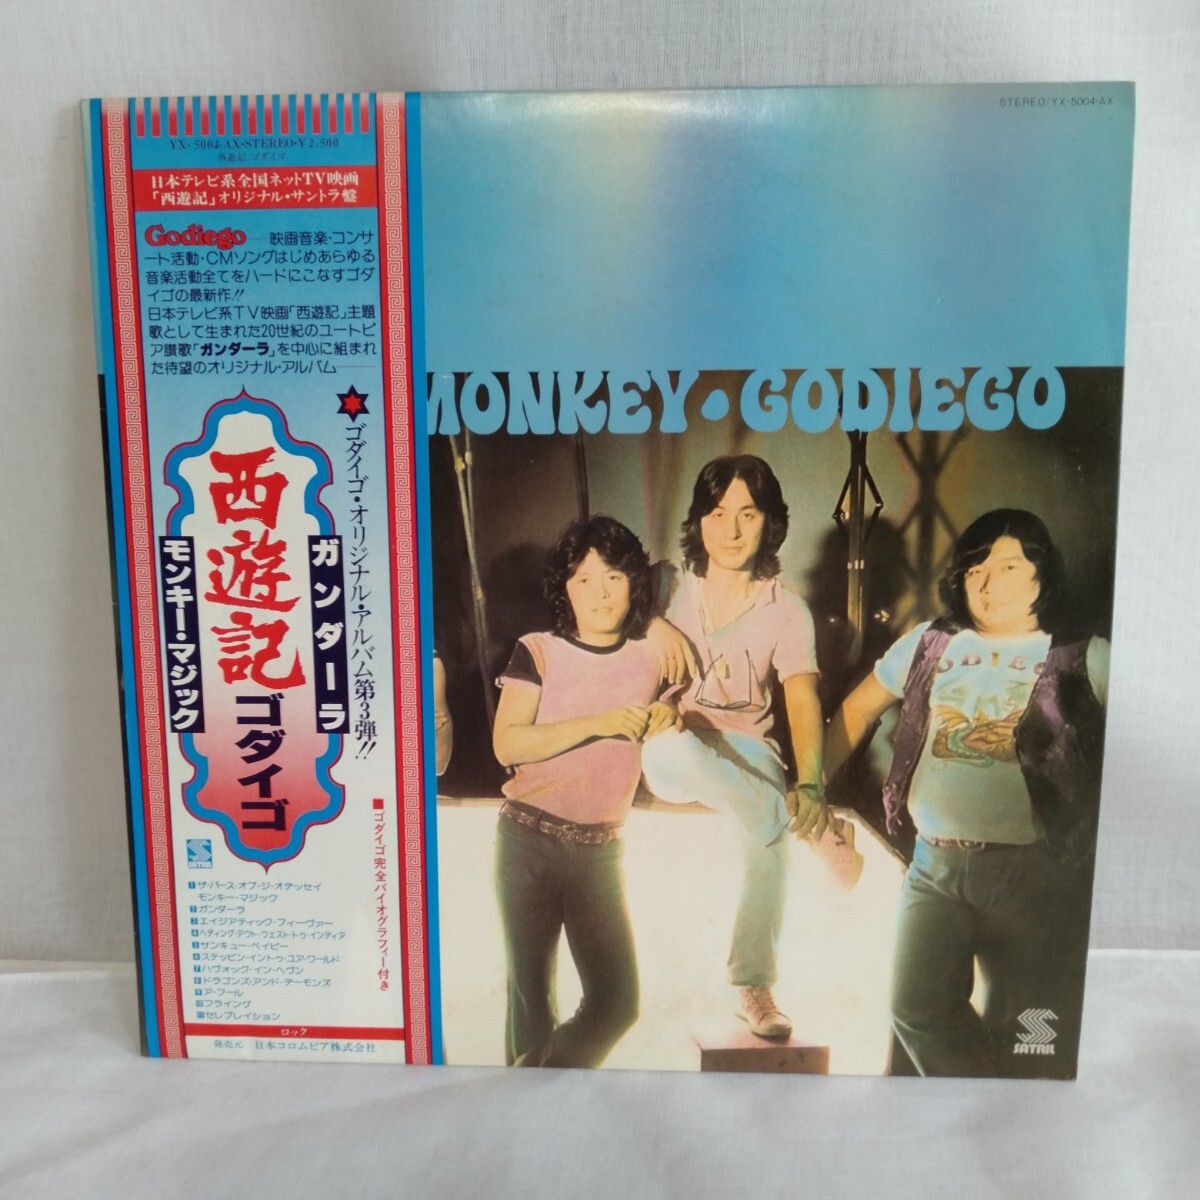 YX-5004-AX・STEREO・Y2-500
西遊記/ゴダイゴ
日本テレビ系全国ネットTV映画
「西遊記」オリジナル・サントラ盤
Godiego──映画音楽・コンサ
ート活動・CMソングはじめあらゆる
音楽活動全てをハードにこなすゴダ
イゴの最新作!!
日本テレビ系TV映画「西遊記」主題
歌として生まれた20世紀のユートピ
ア讃歌「ガンダーラ」を中心に組まれ
た待望のオリジナル・アルバム──
ゴダイゴ・オリジナル・アルバム第3弾!!
ガンダーラ
西遊記 ゴダイゴ
モンキー・マジック
■ゴダイゴ完全バイオグラフィー付き
SATRIL
1 ザ・バース・オブ・ジ・オデッセイ
モンキー・マジック
2 ガンダーラ
3 エイジアティック・フィーヴァー
4 ヘディング・アウト・ウェスト・トゥ・インディア
5 サンキュー・ベイビー
6 ステッピン・イントゥ・ユア・ワールド
7 ハヴォック・イン・ヘヴン
8 ドラゴンズ・アンド・デーモンズ
9 ア・フール
10 フライング
11 セレブレイション
ロック
発売元 日本コロムビア株式会社
STEREO/YX-5004-AX
MONKEY・GODIEGO
ODIEGO
SATRIL